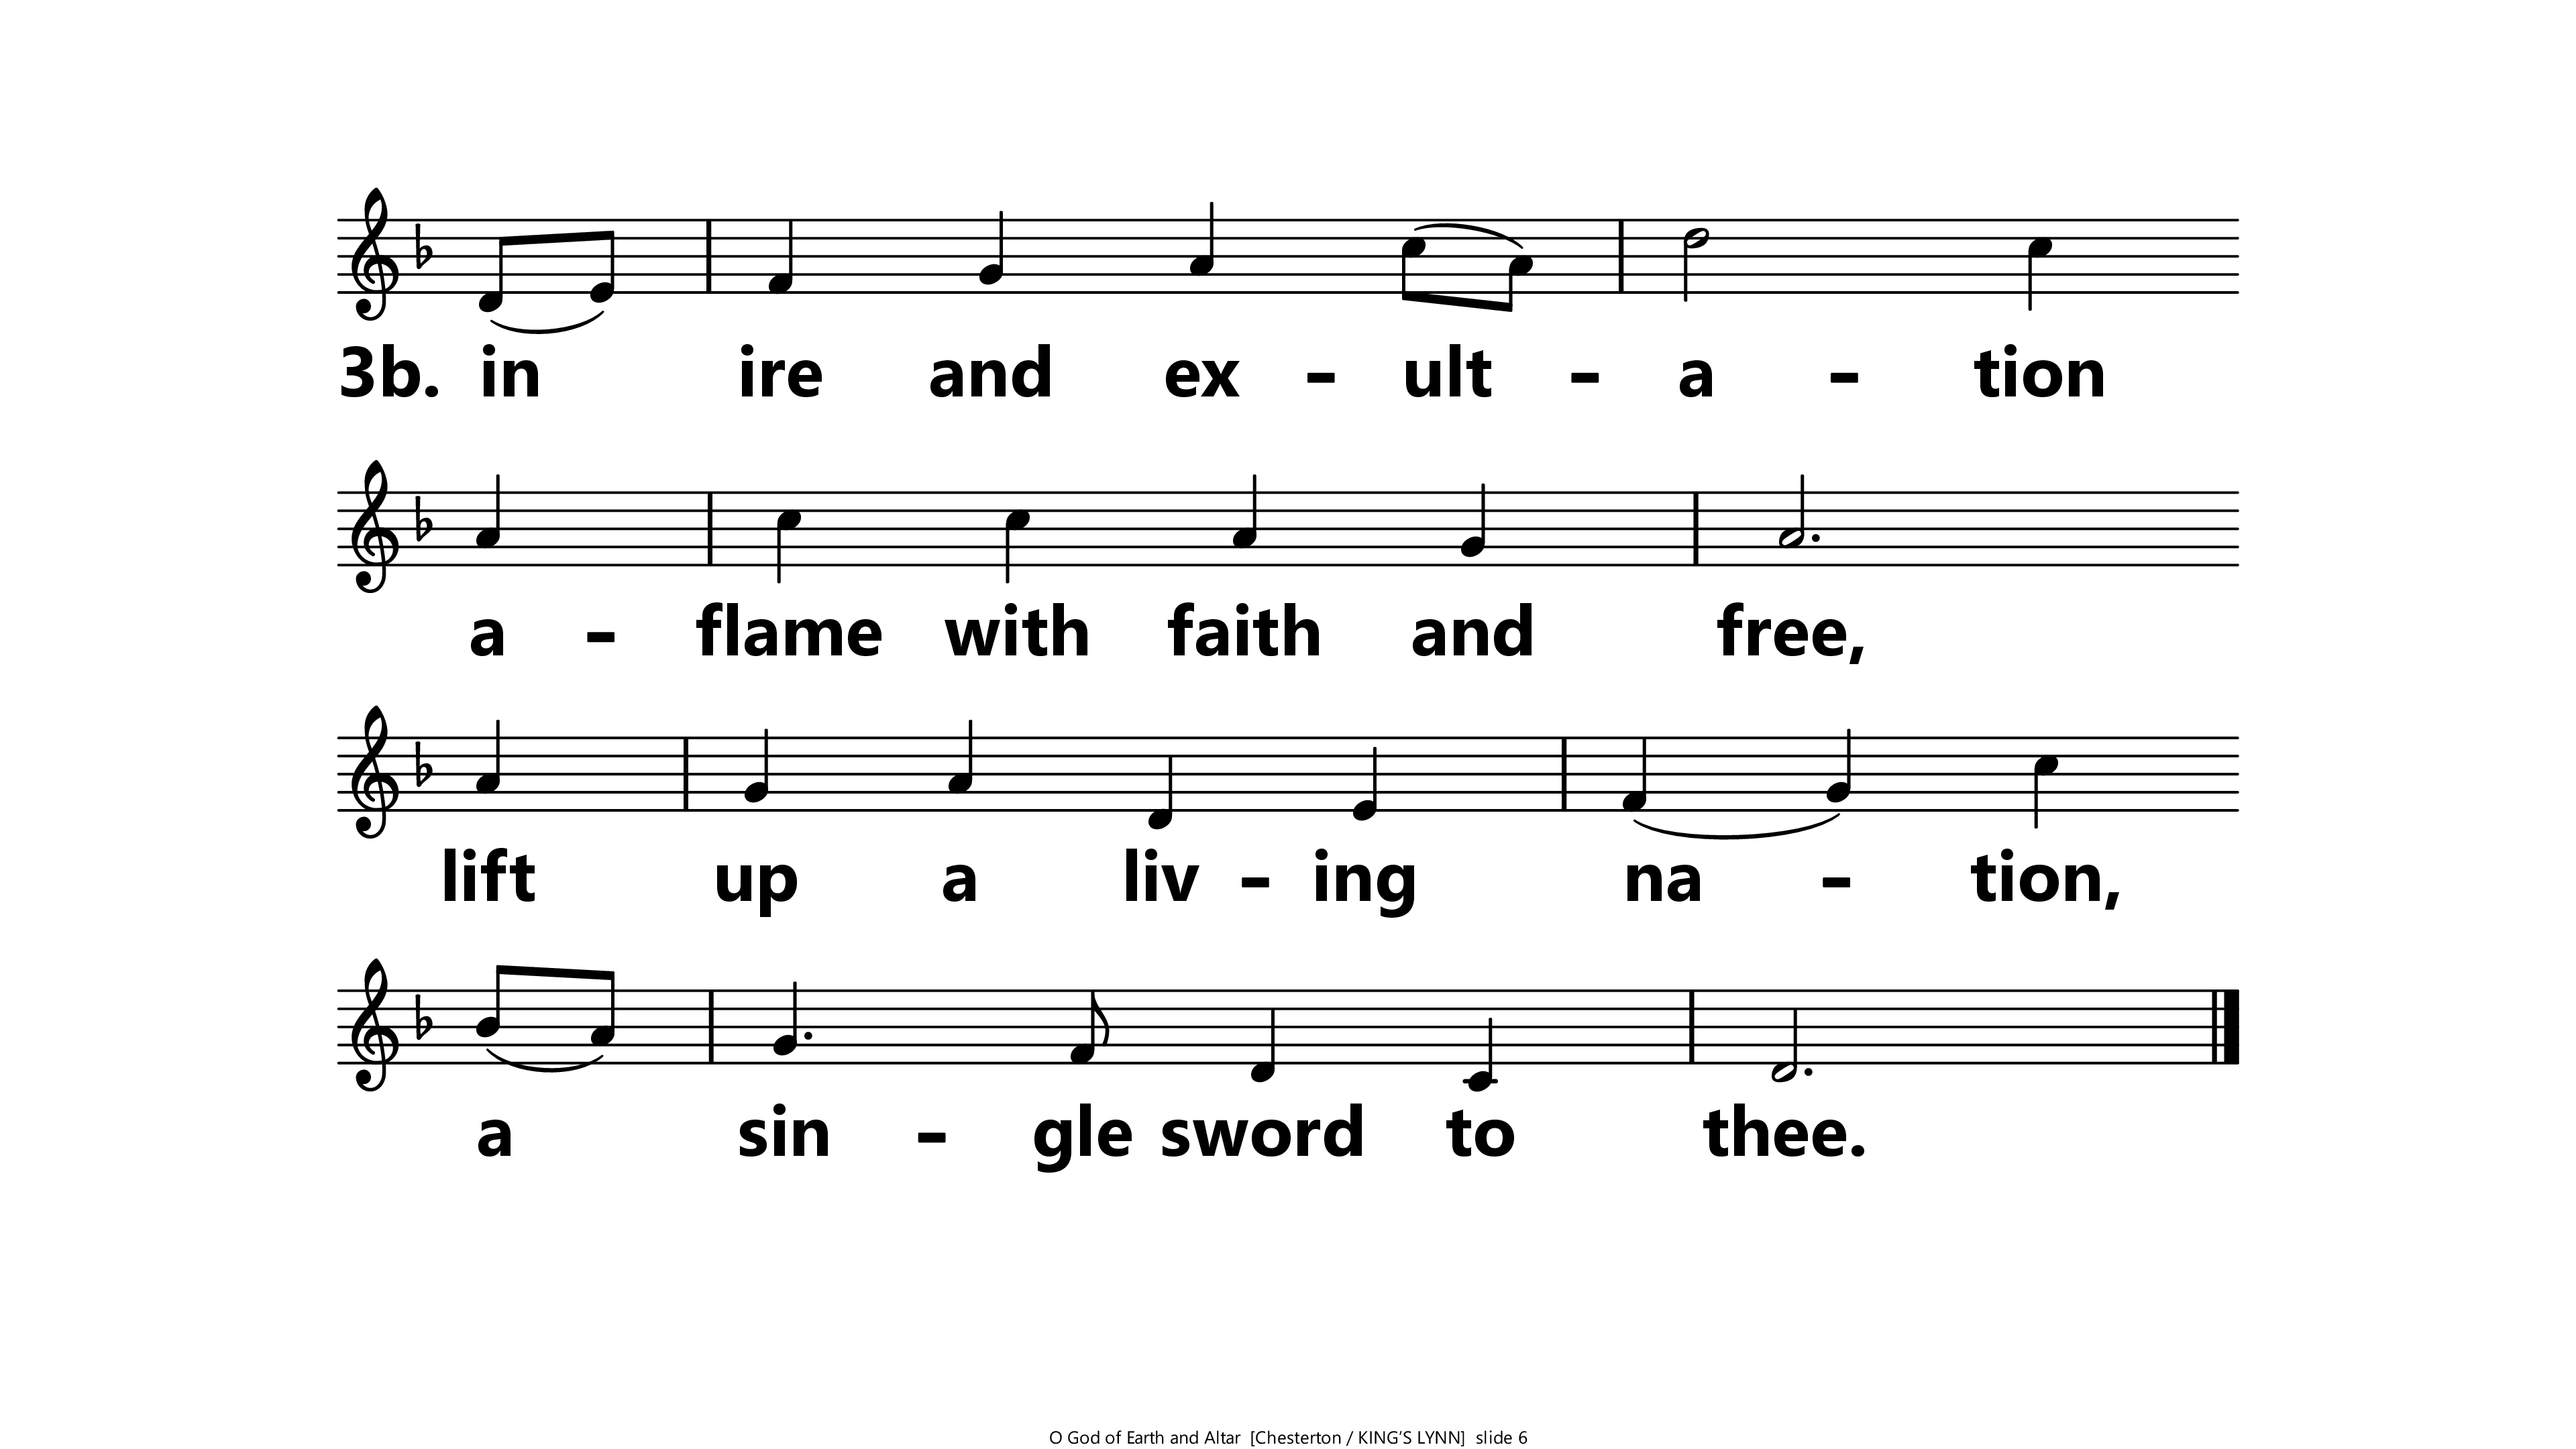 3b. in ire and ex - ult - a - tion
a - flame with faith and free,
lift up a liv - ing na - tion,
a sin - gle sword to thee.
O God of Earth and Altar [Chesterton / KING’S LYNN] slide 6